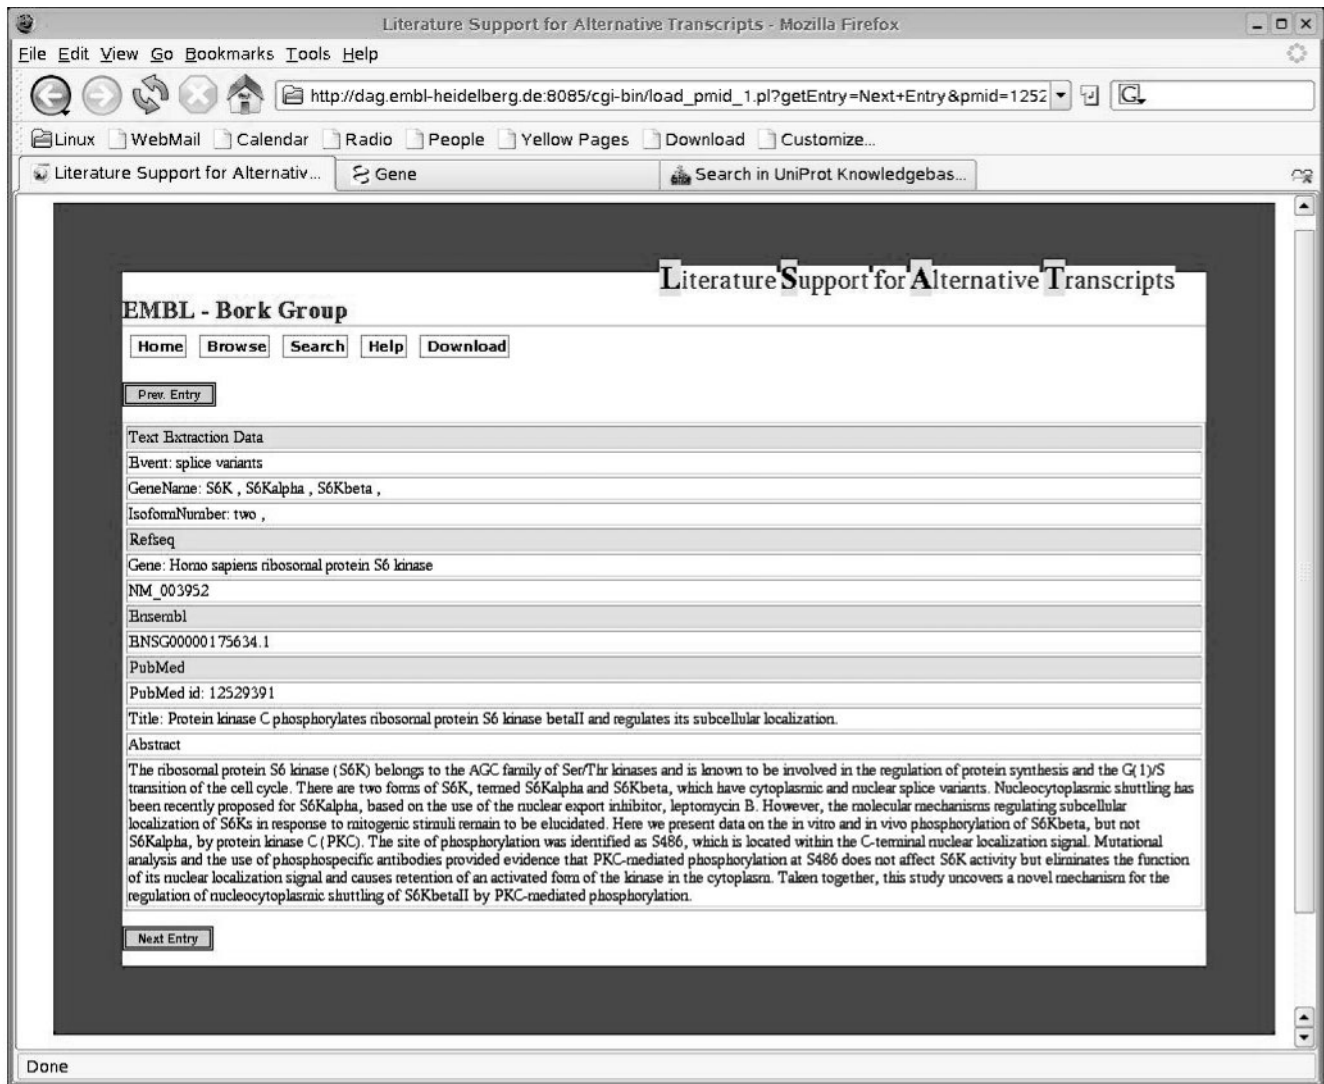 Literature Support for Alternative Transcripts - Mozilla Firefox
File Edit View Go Bookmarks Tools Help
http://dag.embl-heidelberg.de:8085/cgi-bin/load_pmid_1.pl?getEntry=Next+Entry&pmid=1252
Linux WebMail Calendar Radio People Yellow Pages Download Customize...
Literature Support for Alternativ... Gene Search in UniProt Knowledgebas...
Literature Support for Alternative Transcripts
EMBL - Bork Group
Home Browse Search Help Download
Prev. Entry
Text Extraction Data
Event: splice variants
GeneName: S6K , S6Kalpha , S6Kbeta ,
IsoformNumber: two ,
Refseq
Gene: Homo sapiens ribosomal protein S6 kinase
NM_003952
Ensembl
ENSG00000175634.1
PubMed
PubMed id: 12529391
Title: Protein kinase C phosphorylates ribosomal protein S6 kinase betaII and regulates its subcellular localization.
Abstract
The ribosomal protein S6 kinase (S6K) belongs to the AGC family of Ser/Thr kinases and is known to be involved in the regulation of protein synthesis and the G(1)/S
transition of the cell cycle. There are two forms of S6K, termed S6Kalpha and S6Kbeta, which have cytoplasmic and nuclear splice variants. Nucleocytoplasmic shuttling has
been recently proposed for S6Kalpha, based on the use of the nuclear export inhibitor, leptomycin B. However, the molecular mechanisms regulating subcellular
localization of S6Ks in response to mitogenic stimuli remain to be elucidated. Here we present data on the in vitro and in vivo phosphorylation of S6Kbeta, but not
S6Kalpha, by protein kinase C (PKC). The site of phosphorylation was identified as S486, which is located within the C-terminal nuclear localization signal. Mutational
analysis and the use of phosphospecific antibodies provided evidence that PKC-mediated phosphorylation at S486 does not affect S6K activity but eliminates the function
of its nuclear localization signal and causes retention of an activated form of the kinase in the cytoplasm. Taken together, this study uncovers a novel mechanism for the
regulation of nucleocytoplasmic shuttling of S6KbetaII by PKC-mediated phosphorylation.
Next Entry
Done